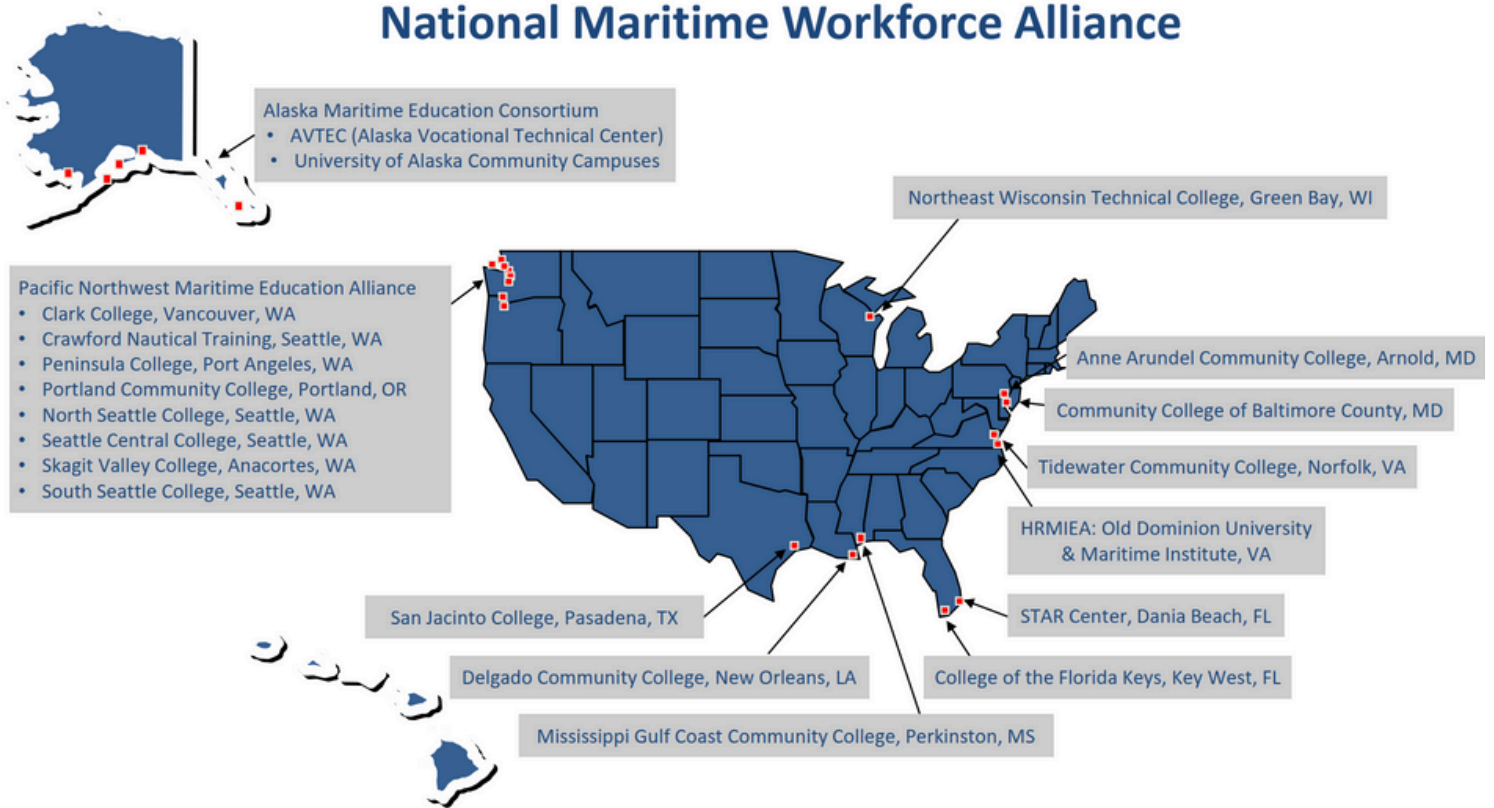 National Maritime Workforce Alliance
Alaska Maritime Education Consortium
• AVTEC (Alaska Vocational Technical Center)
• University of Alaska Community Campuses
Northeast Wisconsin Technical College, Green Bay, WI
Pacific Northwest Maritime Education Alliance
• Clark College, Vancouver, WA
• Crawford Nautical Training, Seattle, WA
• Peninsula College, Port Angeles, WA
• Portland Community College, Portland, OR
• North Seattle College, Seattle, WA
• Seattle Central College, Seattle, WA
• Skagit Valley College, Anacortes, WA
• South Seattle College, Seattle, WA
Anne Arundel Community College, Arnold, MD
Community College of Baltimore County, MD
Tidewater Community College, Norfolk, VA
HRMIEA: Old Dominion University
& Maritime Institute, VA
San Jacinto College, Pasadena, TX
STAR Center, Dania Beach, FL
Delgado Community College, New Orleans, LA
College of the Florida Keys, Key West, FL
Mississippi Gulf Coast Community College, Perkinston, MS